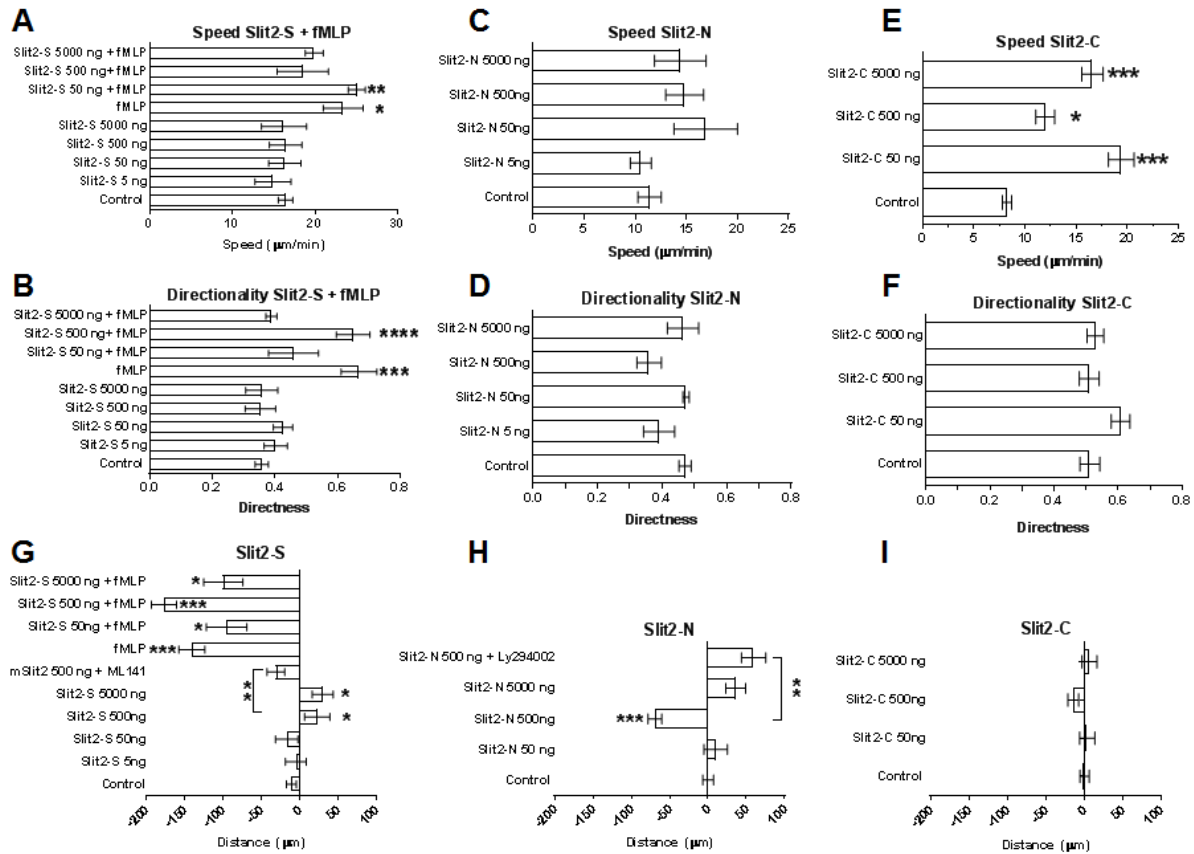 A
Speed Slit2-S + fMLP
Slit2-S 5000 ng +fMLP
Slit2-S 500 ng+fMLP
Slit2-S 50 ng +fMLP
**
fMLP
*
Slit2-S 5000 ng
Slit2-S 500 ng
Slit2-S 50 ng
Slit2-S 5 ng
Control
0 10 20 30
Speed (μm/min)
C
Speed Slit2-N
Slit2-N 5000 ng
Slit2-N 500ng
Slit2-N 50ng
Slit2-N 5ng
Control
0 5 10 15 20 25
Speed (μm/min)
E
Speed Slit2-C
Slit2-C 5000 ng
***
Slit2-C 500 ng
*
Slit2-C 50 ng
***
Control
0 5 10 15 20 25
Speed (μm/min)
B
Directionality Slit2-S + fMLP
Slit2-S 5000 ng + fMLP
Slit2-S 500 ng+ fMLP
****
Slit2-S 50 ng + fMLP
fMLP
***
Slit2-S 5000 ng
Slit2-S 500 ng
Slit2-S 50 ng
Slit2-S 5 ng
Control
0.0 0.2 0.4 0.6 0.8
Directness
D
Directionality Slit2-N
Slit2-N 5000 ng
Slit2-N 500ng
Slit2-N 50ng
Slit2-N 5 ng
Control
0.0 0.2 0.4 0.6 0.8
Directness
F
Directionality Slit2-C
Slit2-C 5000 ng
Slit2-C 500 ng
Slit2-C 50 ng
Control
0.0 0.2 0.4 0.6 0.8
Directness
G
Slit2-S
Slit2-S 5000 ng + fMLP
*
Slit2-S 500 ng + fMLP
***
Slit2-S 50ng + fMLP
*
fMLP
***
mSlit2 500 ng + ML141
**
Slit2-S 5000 ng
*
Slit2-S 500ng
*
Slit2-S 50ng
Slit2-S 5ng
Control
-200 -150 -100 -50 0 50 100
Distance (μm)
H
Slit2-N
Slit2-N 500 ng + Ly294002
Slit2-N 5000 ng
**
Slit2-N 500ng
***
Slit2-N 50 ng
Control
-200 -150 -100 -50 0 50 100
Distance (μm)
I
Slit2-C
Slit2-C 5000 ng
Slit2-C 500ng
Slit2-C 50ng
Control
-200 -150 -100 -50 0 50 100
Distance (μm)